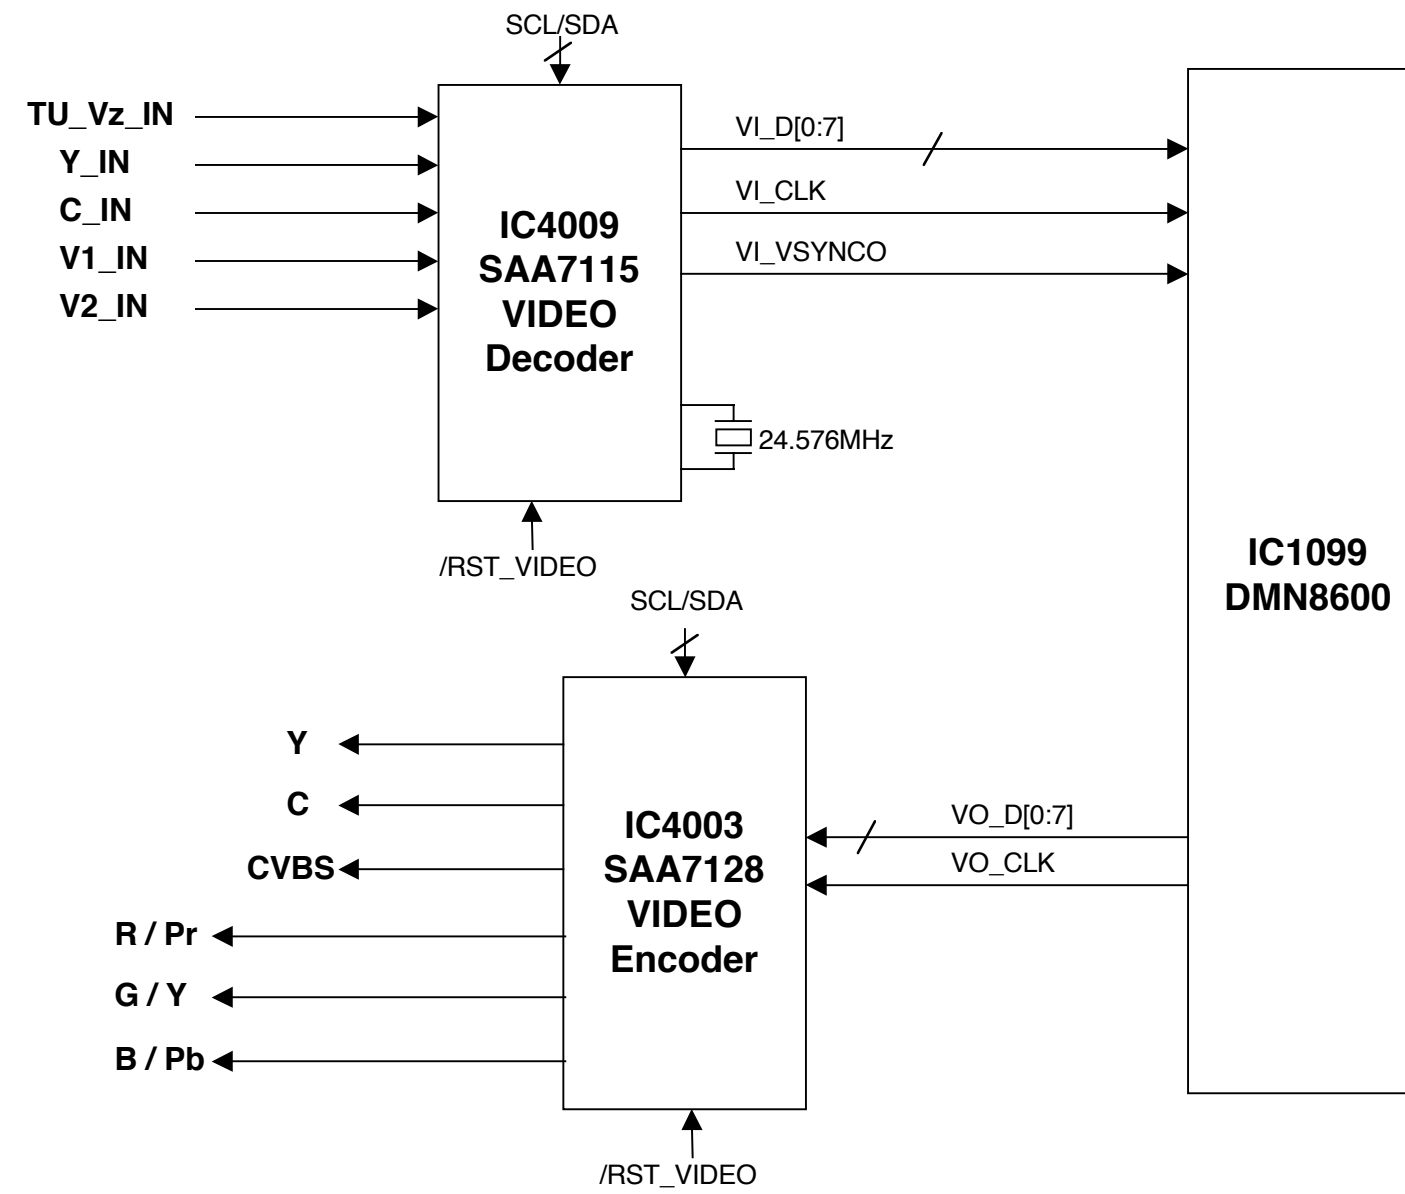 SCL/SDA
TU_Vz_IN
Y_IN
C_IN
V1_IN
V2_IN
IC4009
SAA7115
VIDEO
Decoder
VI_D[0:7]
VI_CLK
VI_VSYNCO
24.576MHz
/RST_VIDEO
IC1099
DMN8600
SCL/SDA
Y
C
CVBS
R / Pr
G / Y
B / Pb
IC4003
SAA7128
VIDEO
Encoder
VO_D[0:7]
VO_CLK
/RST_VIDEO